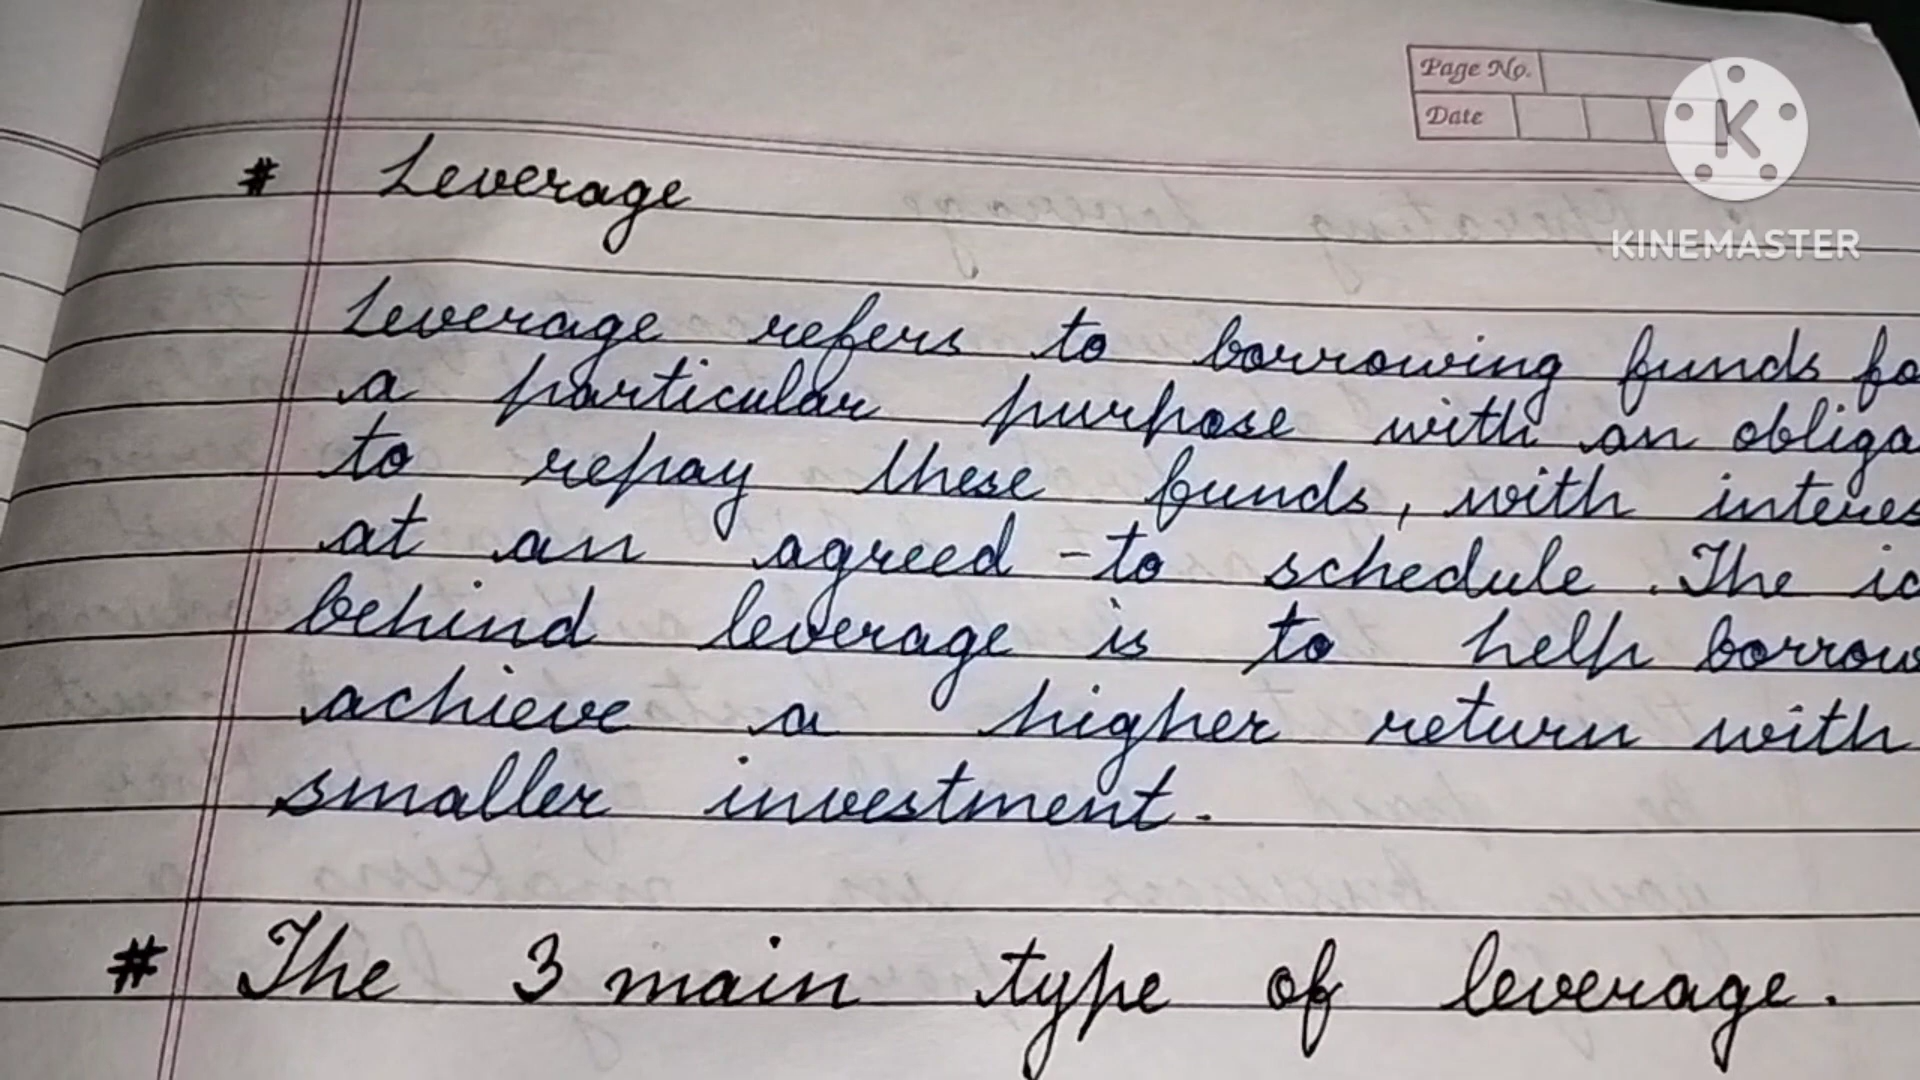 Page No.
Date
KINEMASTER
# Leverage
Leverage refers to borrowing funds fo
a particular purpose with an obliga
to repay these funds, with interes
at an agreed -to schedule. The id
behind leverage is to help borrow
achieve a higher return with
smaller investment.
# The 3 main type of leverage.